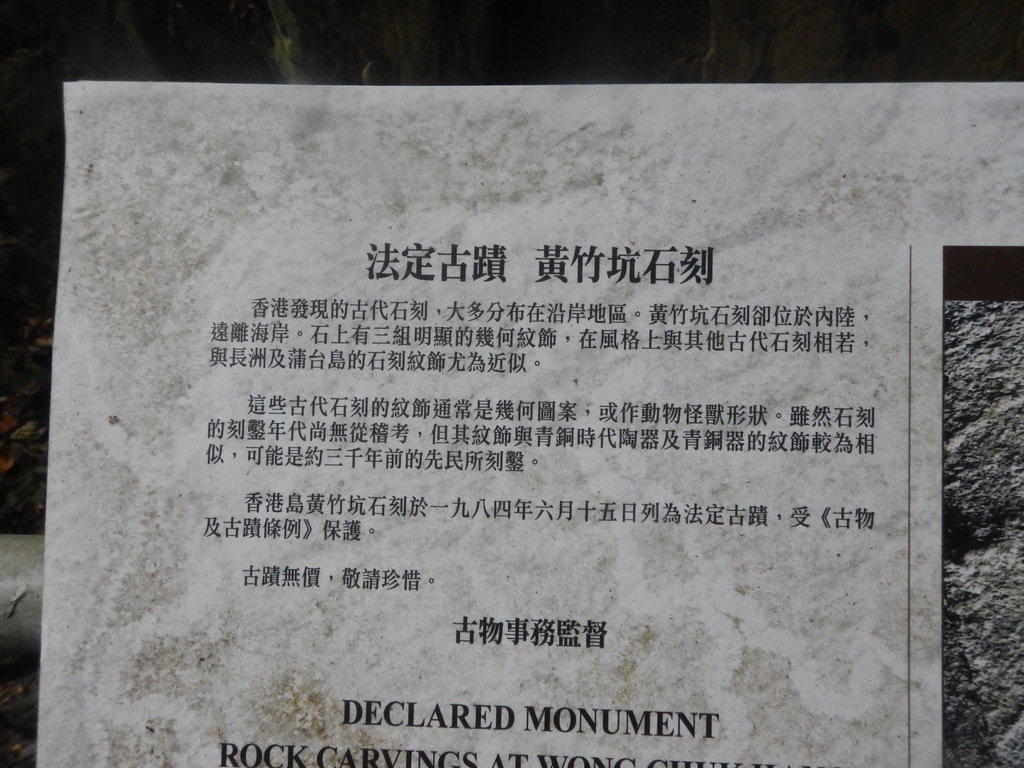 法定古蹟 黃竹坑石刻
香港發現的古代石刻，大多分布在沿岸地區。黃竹坑石刻卻位於內陸，
遠離海岸。石上有三組明顯的幾何紋飾，在風格上與其他古代石刻相若，
與長洲及蒲台島的石刻紋飾尤為近似。
這些古代石刻的紋飾通常是幾何圖案，或作動物怪獸形狀。雖然石刻
的刻鑿年代尚無從稽考，但其紋飾與青銅時代陶器及青銅器的紋飾較為相
似，可能是約三千年前的先民所刻鑿。
香港島黃竹坑石刻於一九八四年六月十五日列為法定古蹟，受《古物
及古蹟條例》保護。
古蹟無價，敬請珍惜。
古物事務監督
DECLARED MONUMENT
ROCK CARVINGS AT WONG CHUK HANG